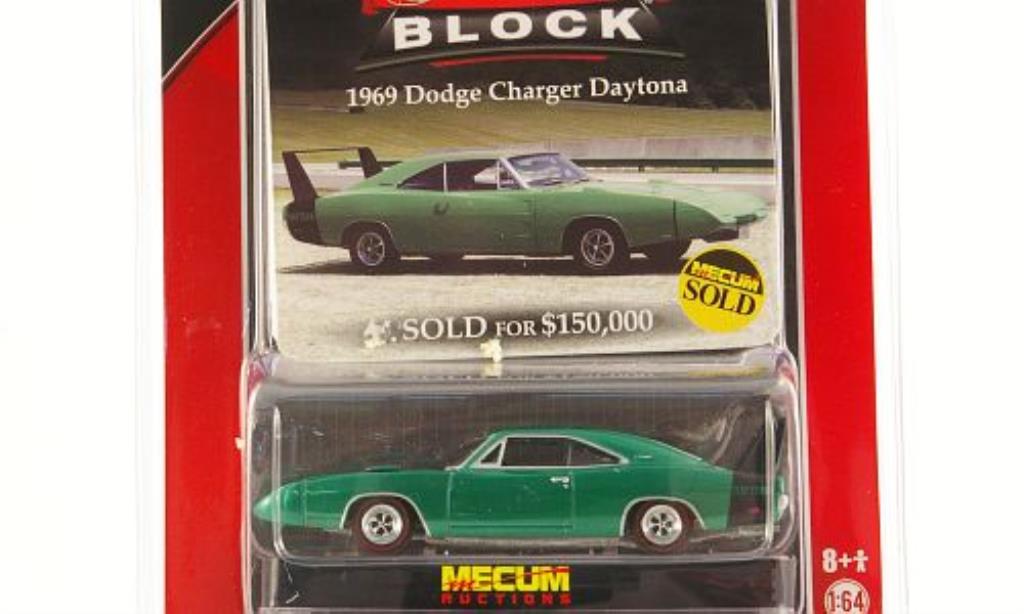 BLOCK
1969 Dodge Charger Daytona
MECUM
SOLD
SOLD FOR $150,000
MECUM
AUCTIONS
8+
1:64